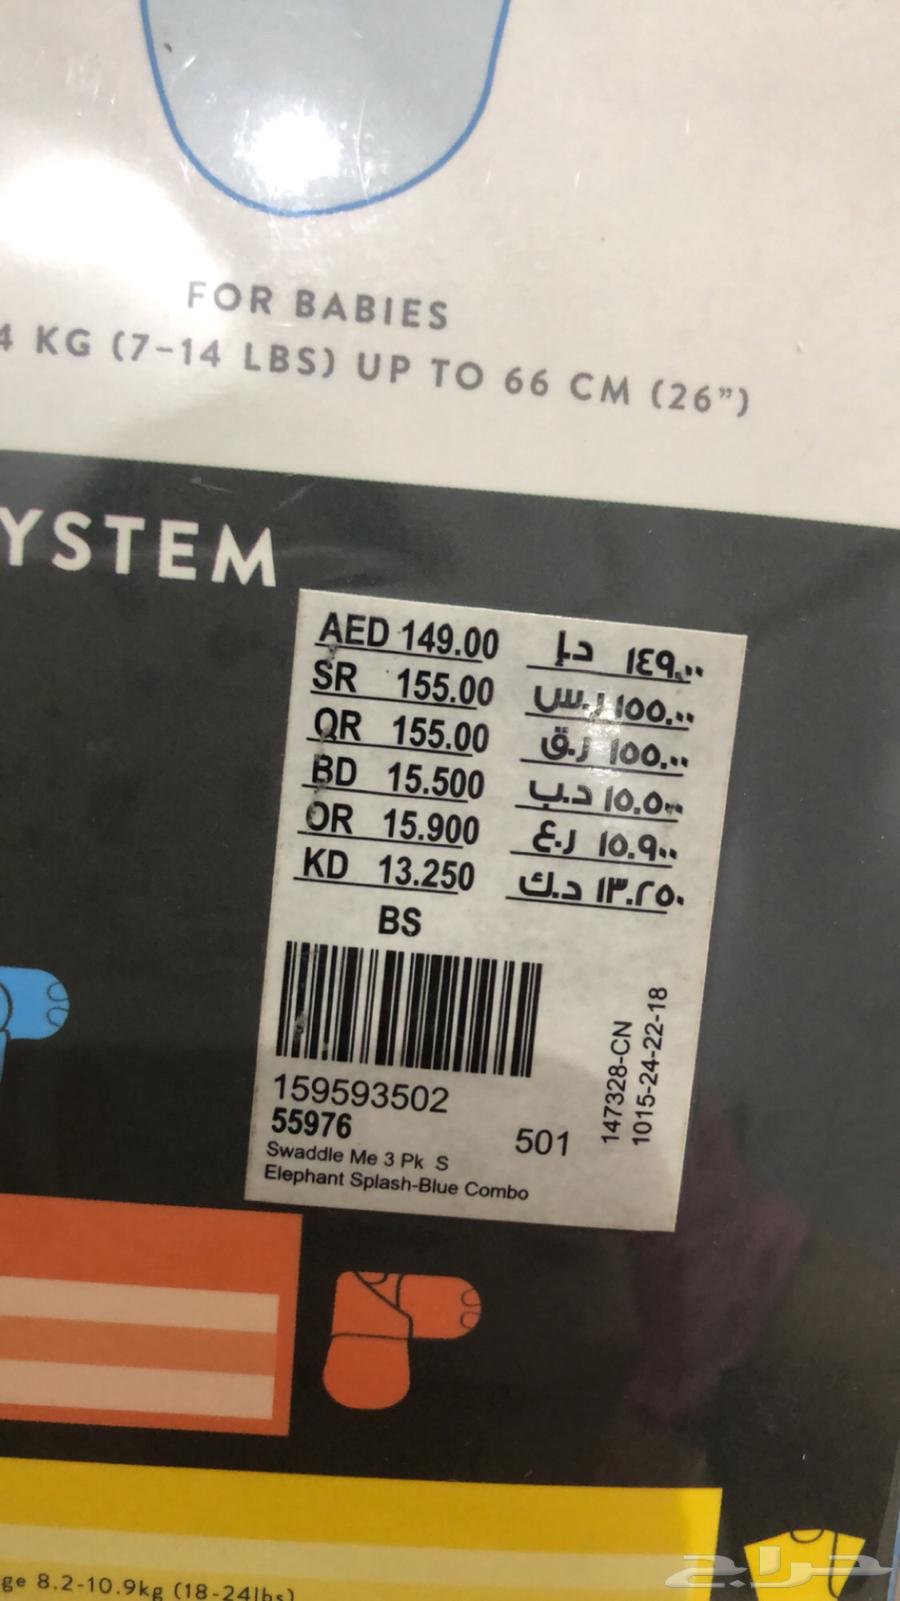 FOR BABIES
4 KG (7-14 LBS) UP TO 66 CM (26")
YSTEM
AED 149.00 د.إ ١٤٩.٠٠
SR 155.00 ر.س ١٥٥.٠٠
QR 155.00 ر.ق ١٥٥.٠٠
BD 15.500 د.ب ١٥.٥٠٠
OR 15.900 ر.ع ١٥.٩٠٠
KD 13.250 د.ك ١٣.٢٥٠
BS
159593502
55976
501
Swaddle Me 3 Pk S
Elephant Splash-Blue Combo
147328-CN
1015-24-22-18
ge 8.2-10.9kg (18-24lbs)
حراج